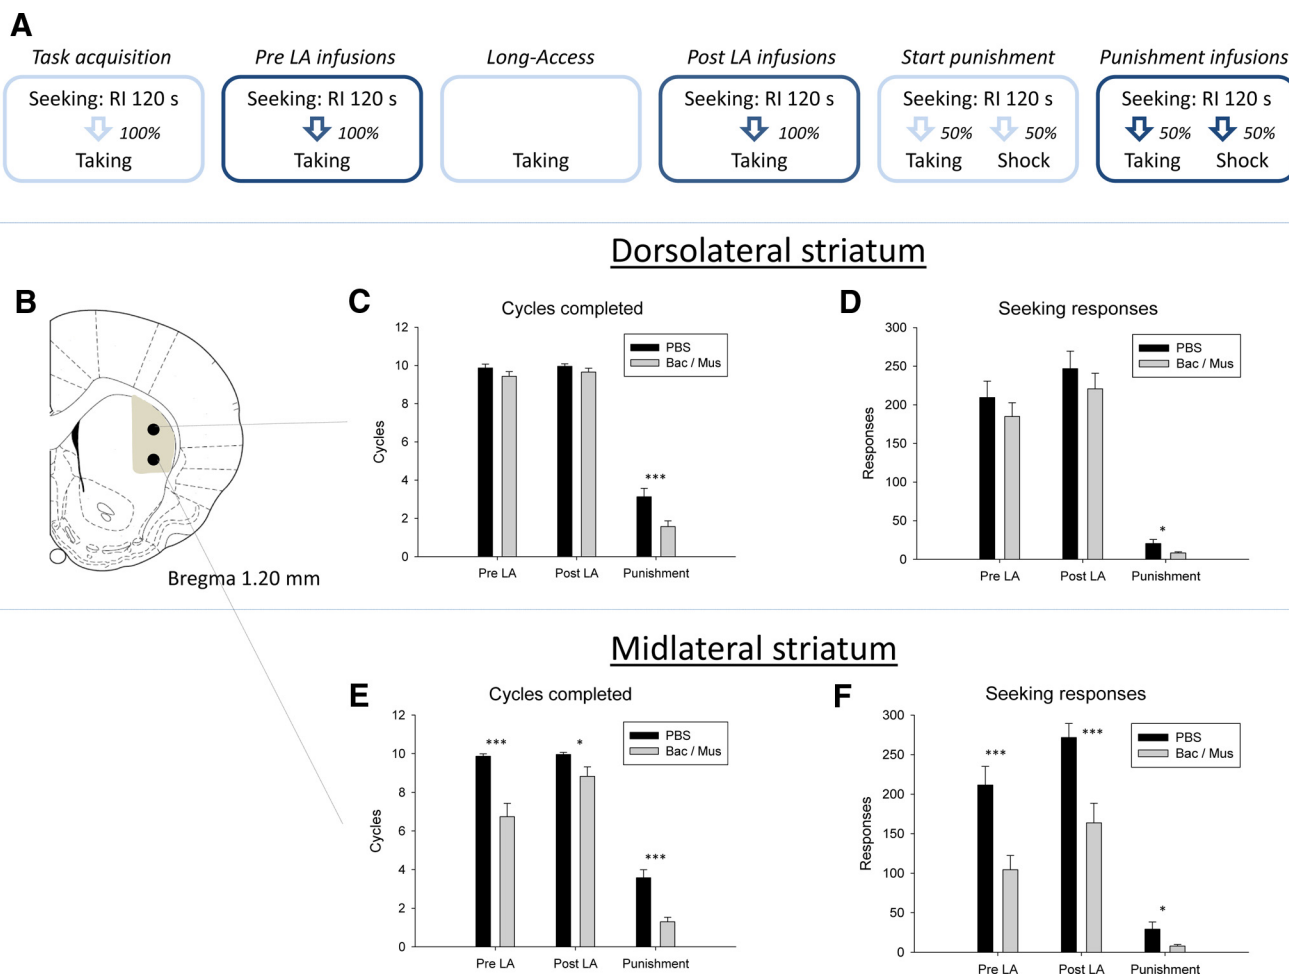 A
Task acquisition
Pre LA infusions
Long-Access
Post LA infusions
Start punishment
Punishment infusions
Seeking: RI 120 s
100%
Taking
Seeking: RI 120 s
100%
Taking
Taking
Seeking: RI 120 s
100%
Taking
Seeking: RI 120 s
50% 50%
Taking Shock
Seeking: RI 120 s
50% 50%
Taking Shock
Dorsolateral striatum
B
Bregma 1.20 mm
C
Cycles completed
PBS
Bac / Mus
Cycles
12
10
8
6
4
2
0
***
Pre LA Post LA Punishment
D
Seeking responses
PBS
Bac / Mus
Responses
300
250
200
150
100
50
0
*
Pre LA Post LA Punishment
Midlateral striatum
E
Cycles completed
PBS
Bac / Mus
Cycles
12
10
8
6
4
2
0
*** * ***
Pre LA Post LA Punishment
F
Seeking responses
PBS
Bac / Mus
Responses
300
250
200
150
100
50
0
*** *** *
Pre LA Post LA Punishment